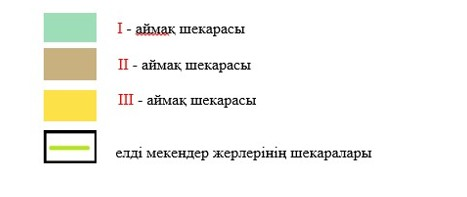 I - аймақ шекарасы
II - аймақ шекарасы
III - аймақ шекарасы
елді мекендер жерлерінің шекаралары